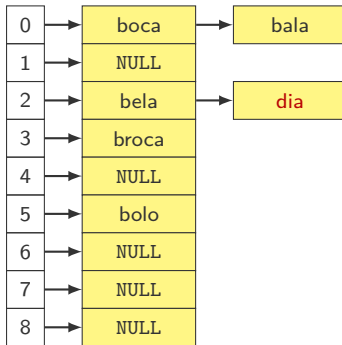 0 boca bala
1 NULL
2 bela dia
3 broca
4 NULL
5 bolo
6 NULL
7 NULL
8 NULL